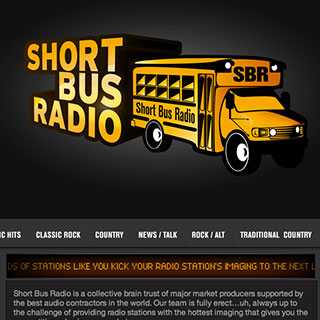 SHORT
BUS
RADIO
SBR
Short Bus Radio
IC HITS CLASSIC ROCK COUNTRY NEWS / TALK ROCK / ALT TRADITIONAL COUNTRY
DS OF STATIONS LIKE YOU KICK YOUR RADIO STATION'S IMAGING TO THE NEXT L
Short Bus Radio is a collective brain trust of major market producers supported by
the best audio contractors in the world. Our team is fully erect…uh, always up to
the challenge of providing radio stations with the hottest imaging that gives you the